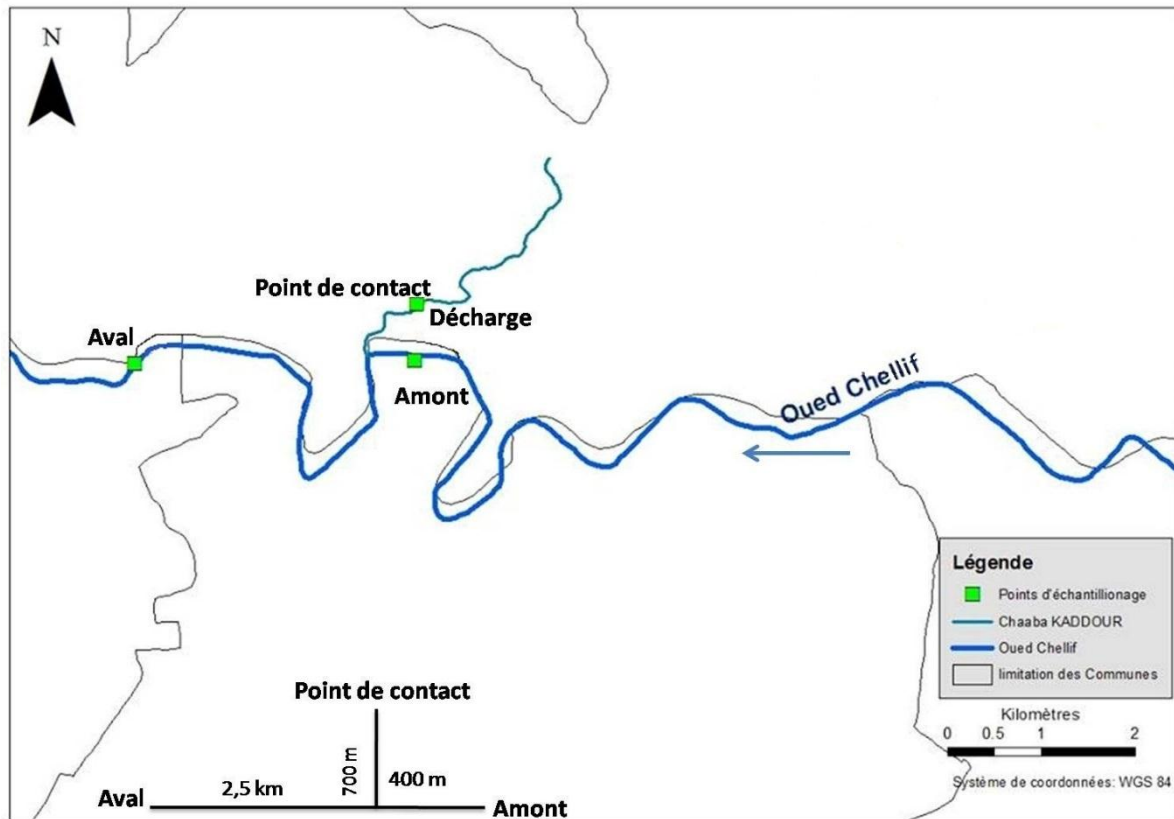 N
Point de contact
Décharge
Aval
Amont
Oued Chellif
Légende
Points d'échantillionage
Chaaba KADDOUR
Oued Chellif
limitation des Communes
Kilomètres
0 0.5 1 2
Système de coordonnées: WGS 84
Point de contact
700 m
2,5 km
400 m
Aval
Amont